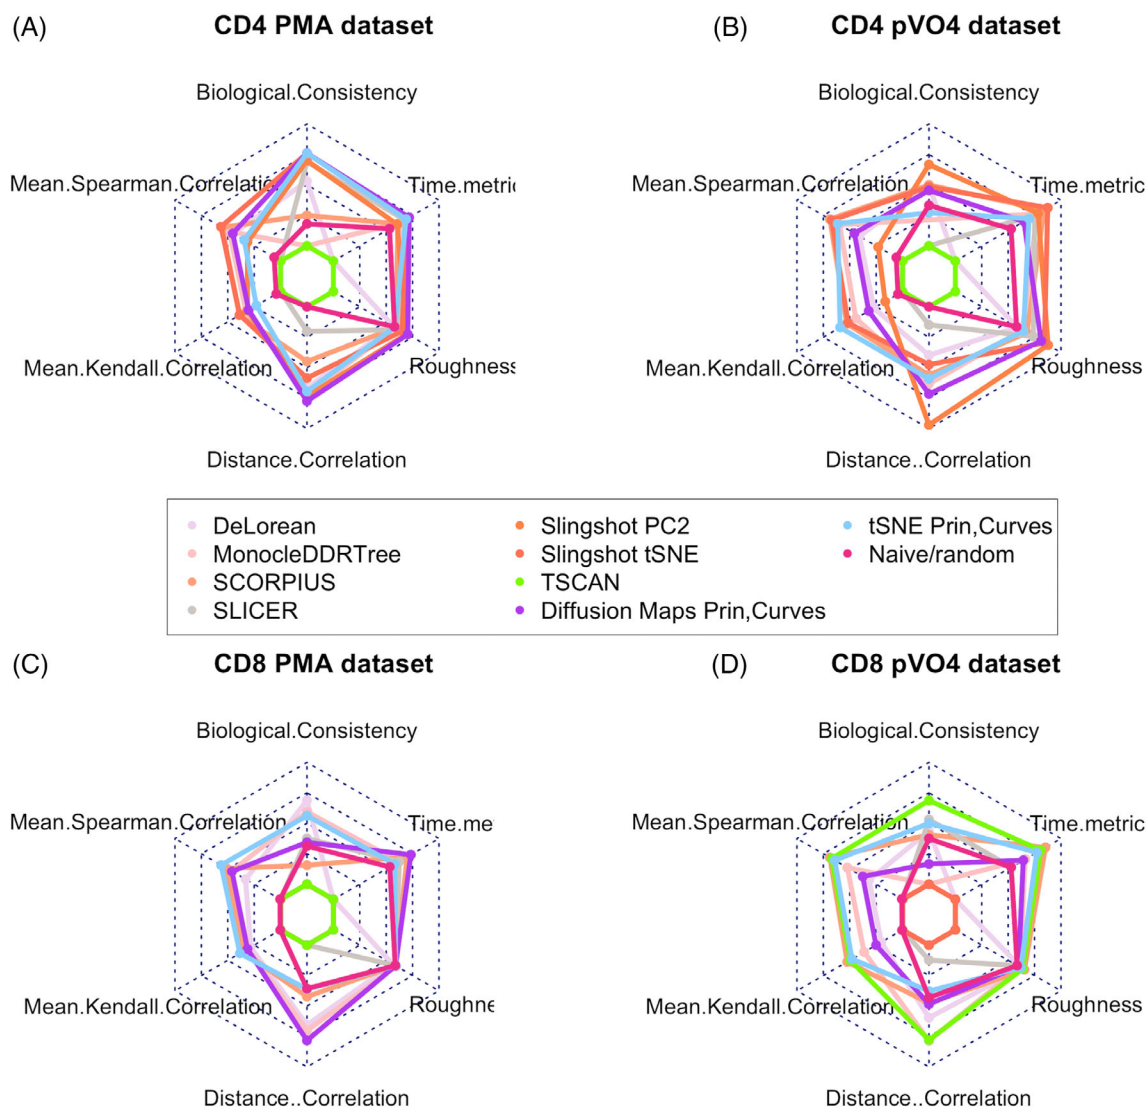 (A) CD4 PMA dataset
Biological.Consistency
Mean.Spearman.Correlation
Time.metric
Mean.Kendall.Correlation
Roughness
Distance.Correlation
(B) CD4 pVO4 dataset
Biological.Consistency
Mean.Spearman.Correlation
Time.metric
Mean.Kendall.Correlation
Roughness
Distance..Correlation
DeLorean
MonocleDDRTree
SCORPIUS
SLICER
Slingshot PC2
Slingshot tSNE
TSCAN
Diffusion Maps Prin,Curves
tSNE Prin,Curves
Naive/random
(C) CD8 PMA dataset
Biological.Consistency
Mean.Spearman.Correlation
Time.me
Mean.Kendall.Correlation
Roughne
Distance..Correlation
(D) CD8 pVO4 dataset
Biological.Consistency
Mean.Spearman.Correlation
Time.metric
Mean.Kendall.Correlation
Roughness
Distance..Correlation